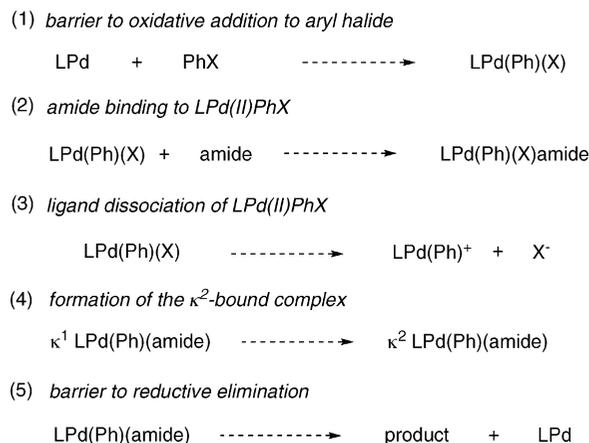 (1) barrier to oxidative addition to aryl halide
LPd + PhX LPd(Ph)(X)
(2) amide binding to LPd(II)PhX
LPd(Ph)(X) + amide LPd(Ph)(X)amide
(3) ligand dissociation of LPd(II)PhX
LPd(Ph)(X) LPd(Ph)⁺ + X⁻
(4) formation of the κ²-bound complex
κ¹ LPd(Ph)(amide) κ² LPd(Ph)(amide)
(5) barrier to reductive elimination
LPd(Ph)(amide) product + LPd